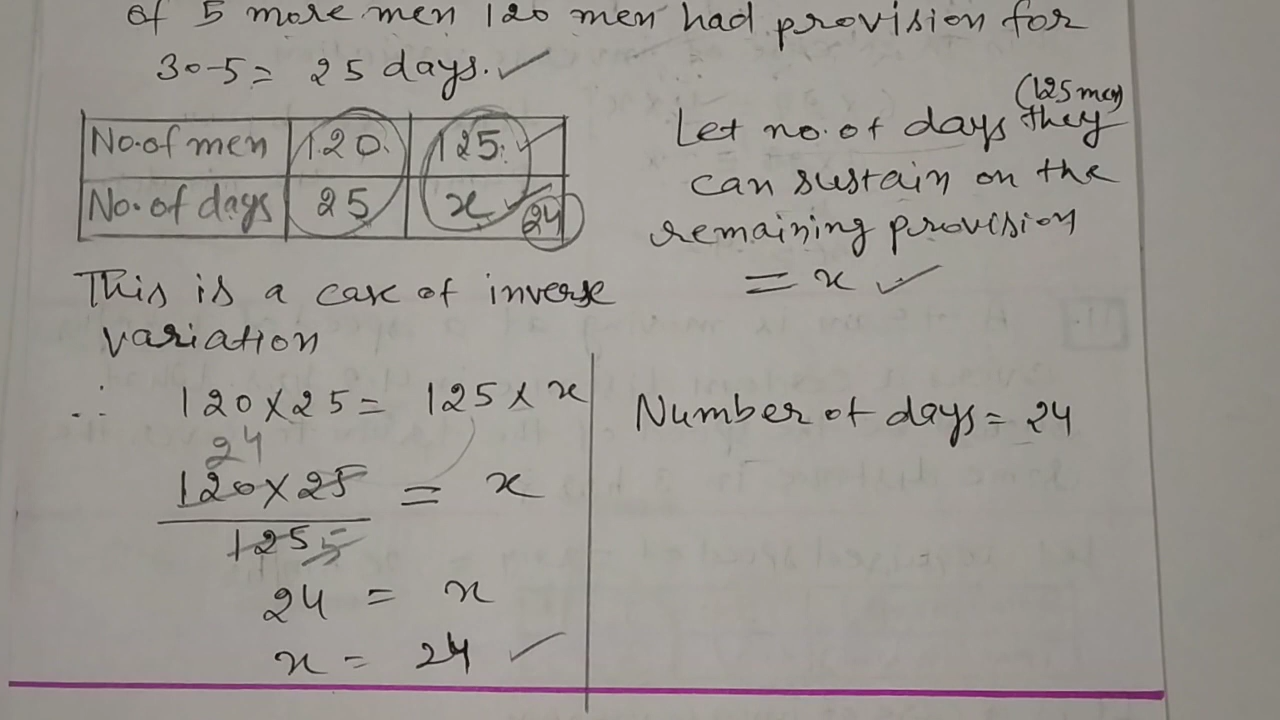 of 5 more men 120 men had provision for
30-5= 25 days. ✓
No. of men 120. 125. ✓
No. of days 25 x ✓ 24
(125 men)
Let no. of days they
can sustain on the
remaining provision
= x ✓
This is a case of inverse
variation
∴ 120×25= 125×x
24
120×25 = x
125 5
24 = x
x = 24 ✓
Number of days = 24